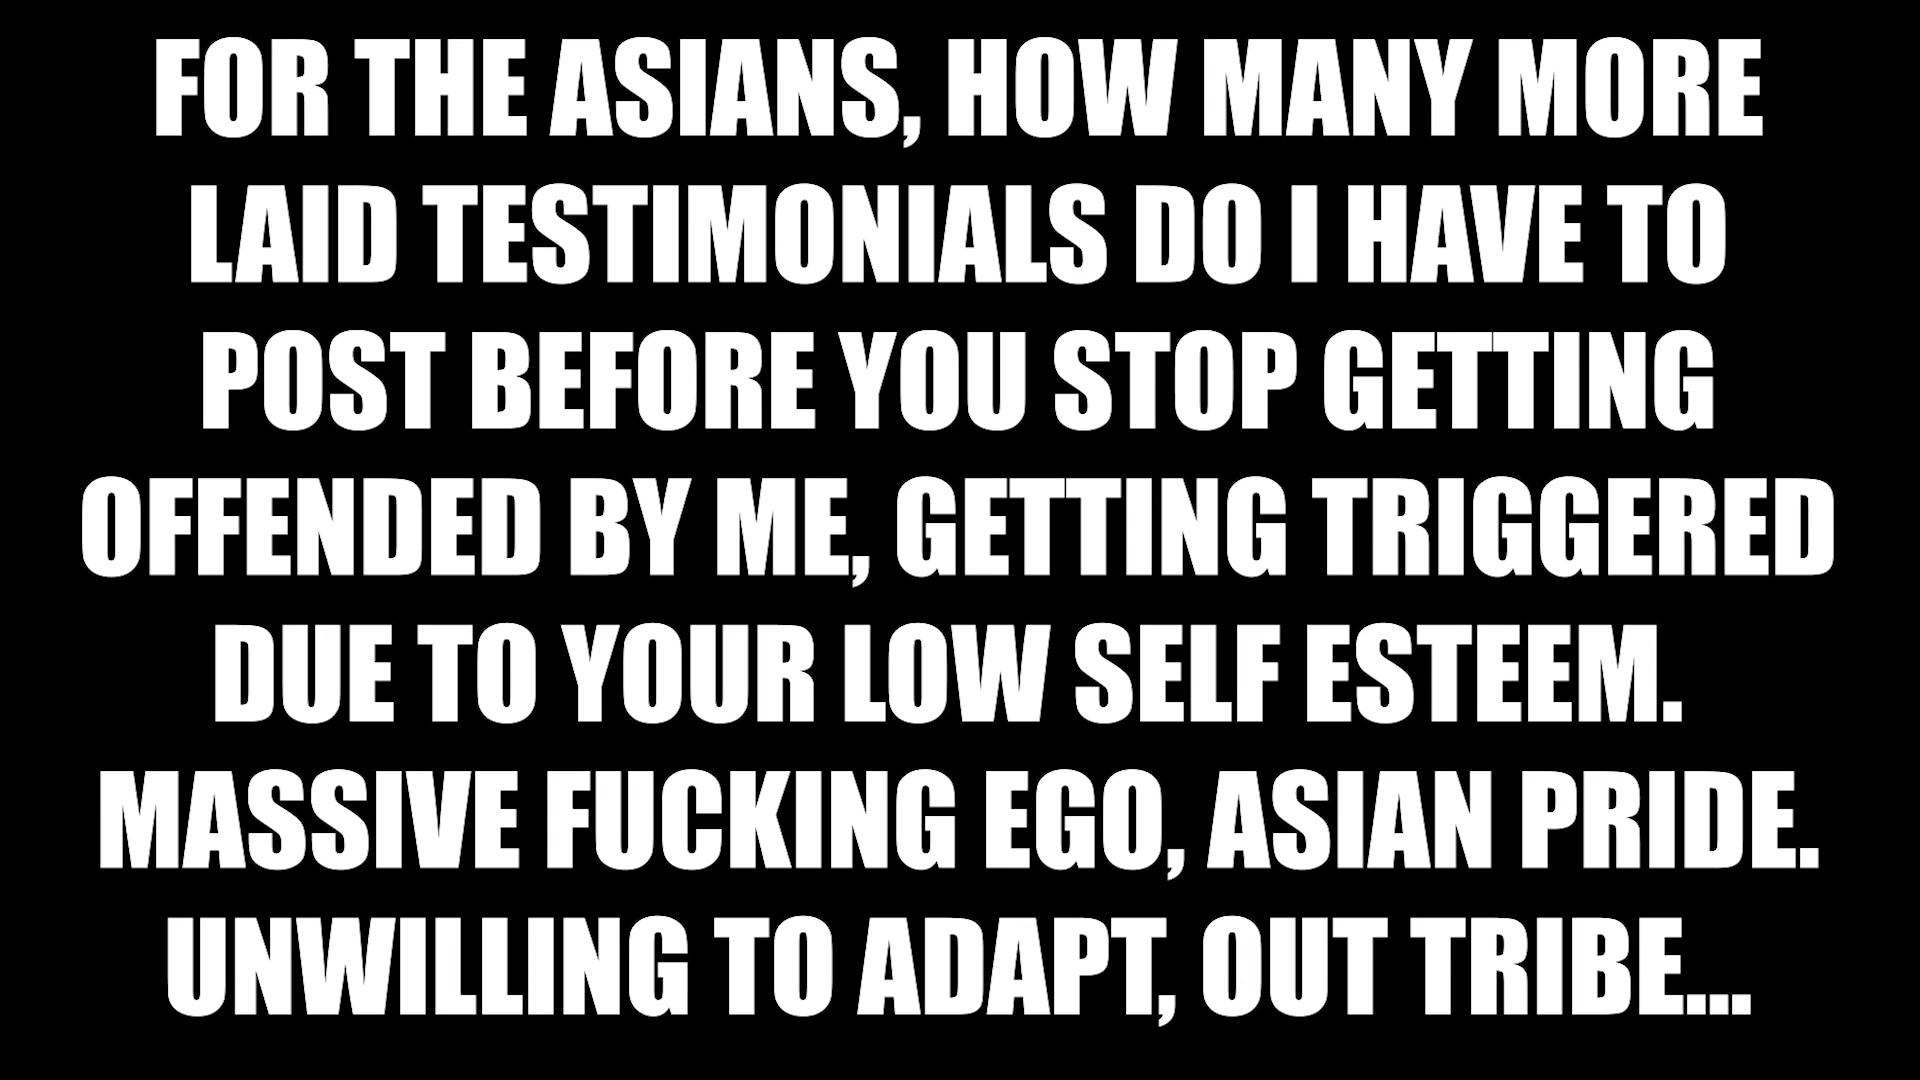 FOR THE ASIANS, HOW MANY MORE
LAID TESTIMONIALS DO I HAVE TO
POST BEFORE YOU STOP GETTING
OFFENDED BY ME, GETTING TRIGGERED
DUE TO YOUR LOW SELF ESTEEM.
MASSIVE FUCKING EGO, ASIAN PRIDE.
UNWILLING TO ADAPT, OUT TRIBE...